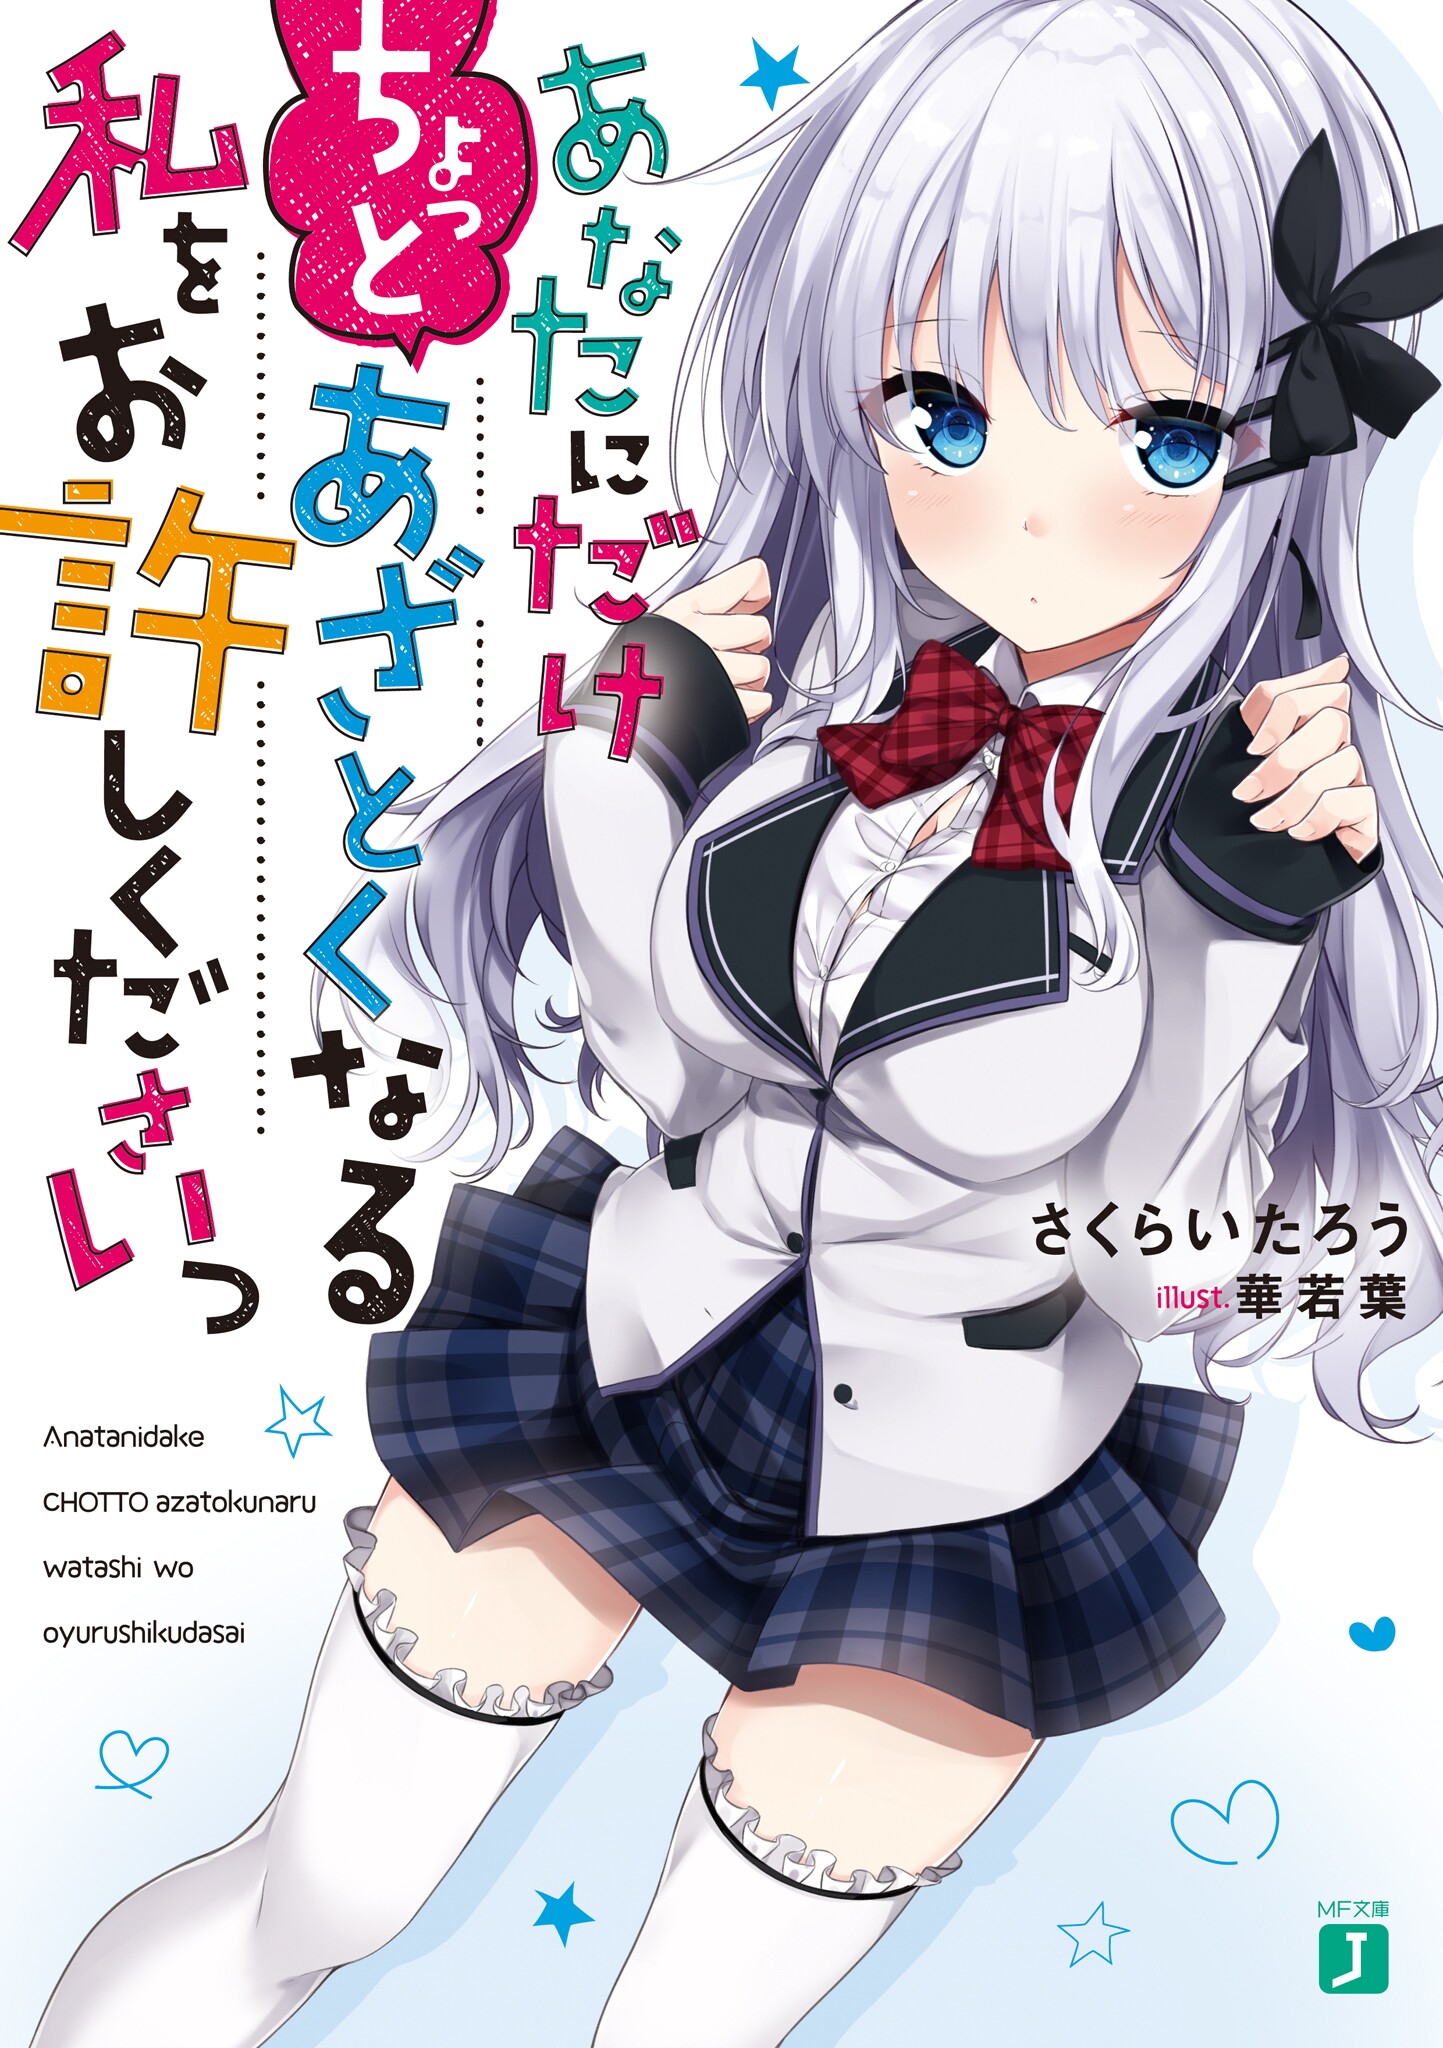 あなたにだけ
ちょっと
あざとくなる
私をお許しくださいっ
さくらいたろう
illust.華若葉
Anatanidake
CHOTTO azatokunaru
watashi wo
oyurushikudasai
MF文庫
J